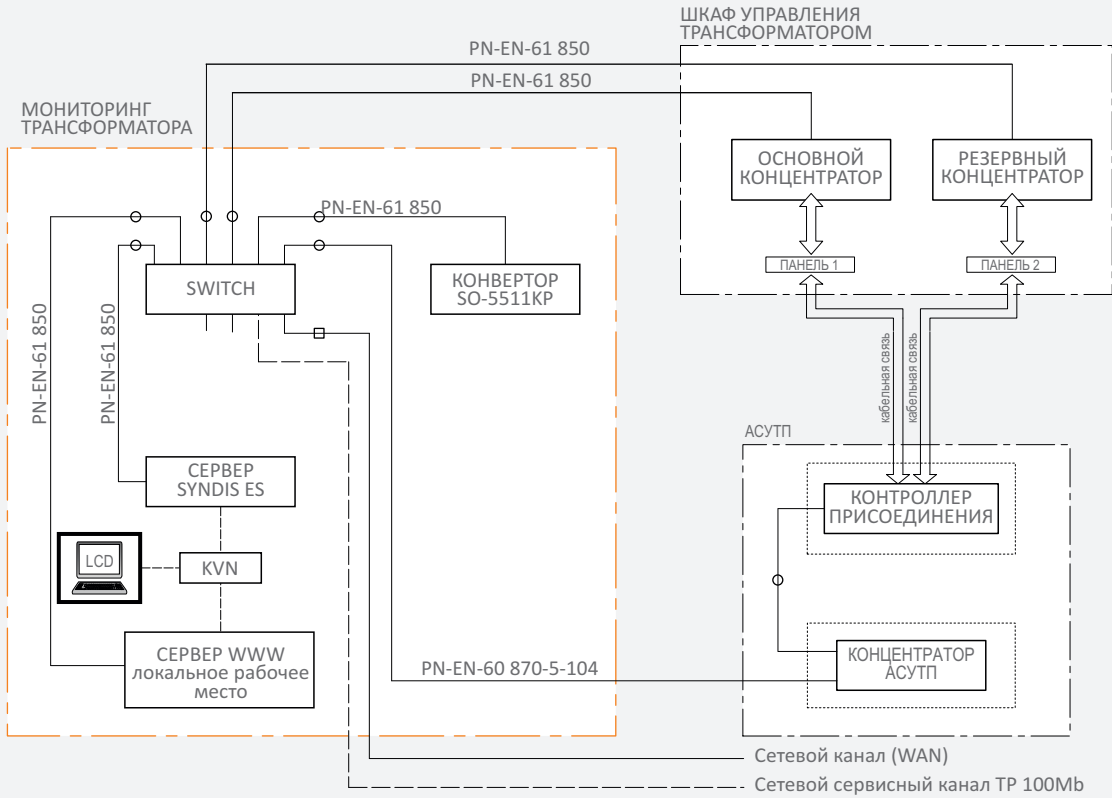 ШКАФ УПРАВЛЕНИЯ
ТРАНСФОРМАТОРОМ
PN-EN-61 850
PN-EN-61 850
МОНИТОРИНГ
ТРАНСФОРМАТОРА
ОСНОВНОЙ
КОНЦЕНТРАТОР
РЕЗЕРВНЫЙ
КОНЦЕНТРАТОР
PN-EN-61 850
ПАНЕЛЬ 1
ПАНЕЛЬ 2
SWITCH
КОНВЕРТОР
SO-5511KP
PN-EN-61 850
PN-EN-61 850
кабельная связь
кабельная связь
АСУТП
СЕРВЕР
SYNDIS ES
КОНТРОЛЛЕР
ПРИСОЕДИНЕНИЯ
LCD
KVN
СЕРВЕР WWW
локальное рабочее
место
PN-EN-60 870-5-104
КОНЦЕНТРАТОР
АСУТП
Сетевой канал (WAN)
Сетевой сервисный канал TP 100Mb